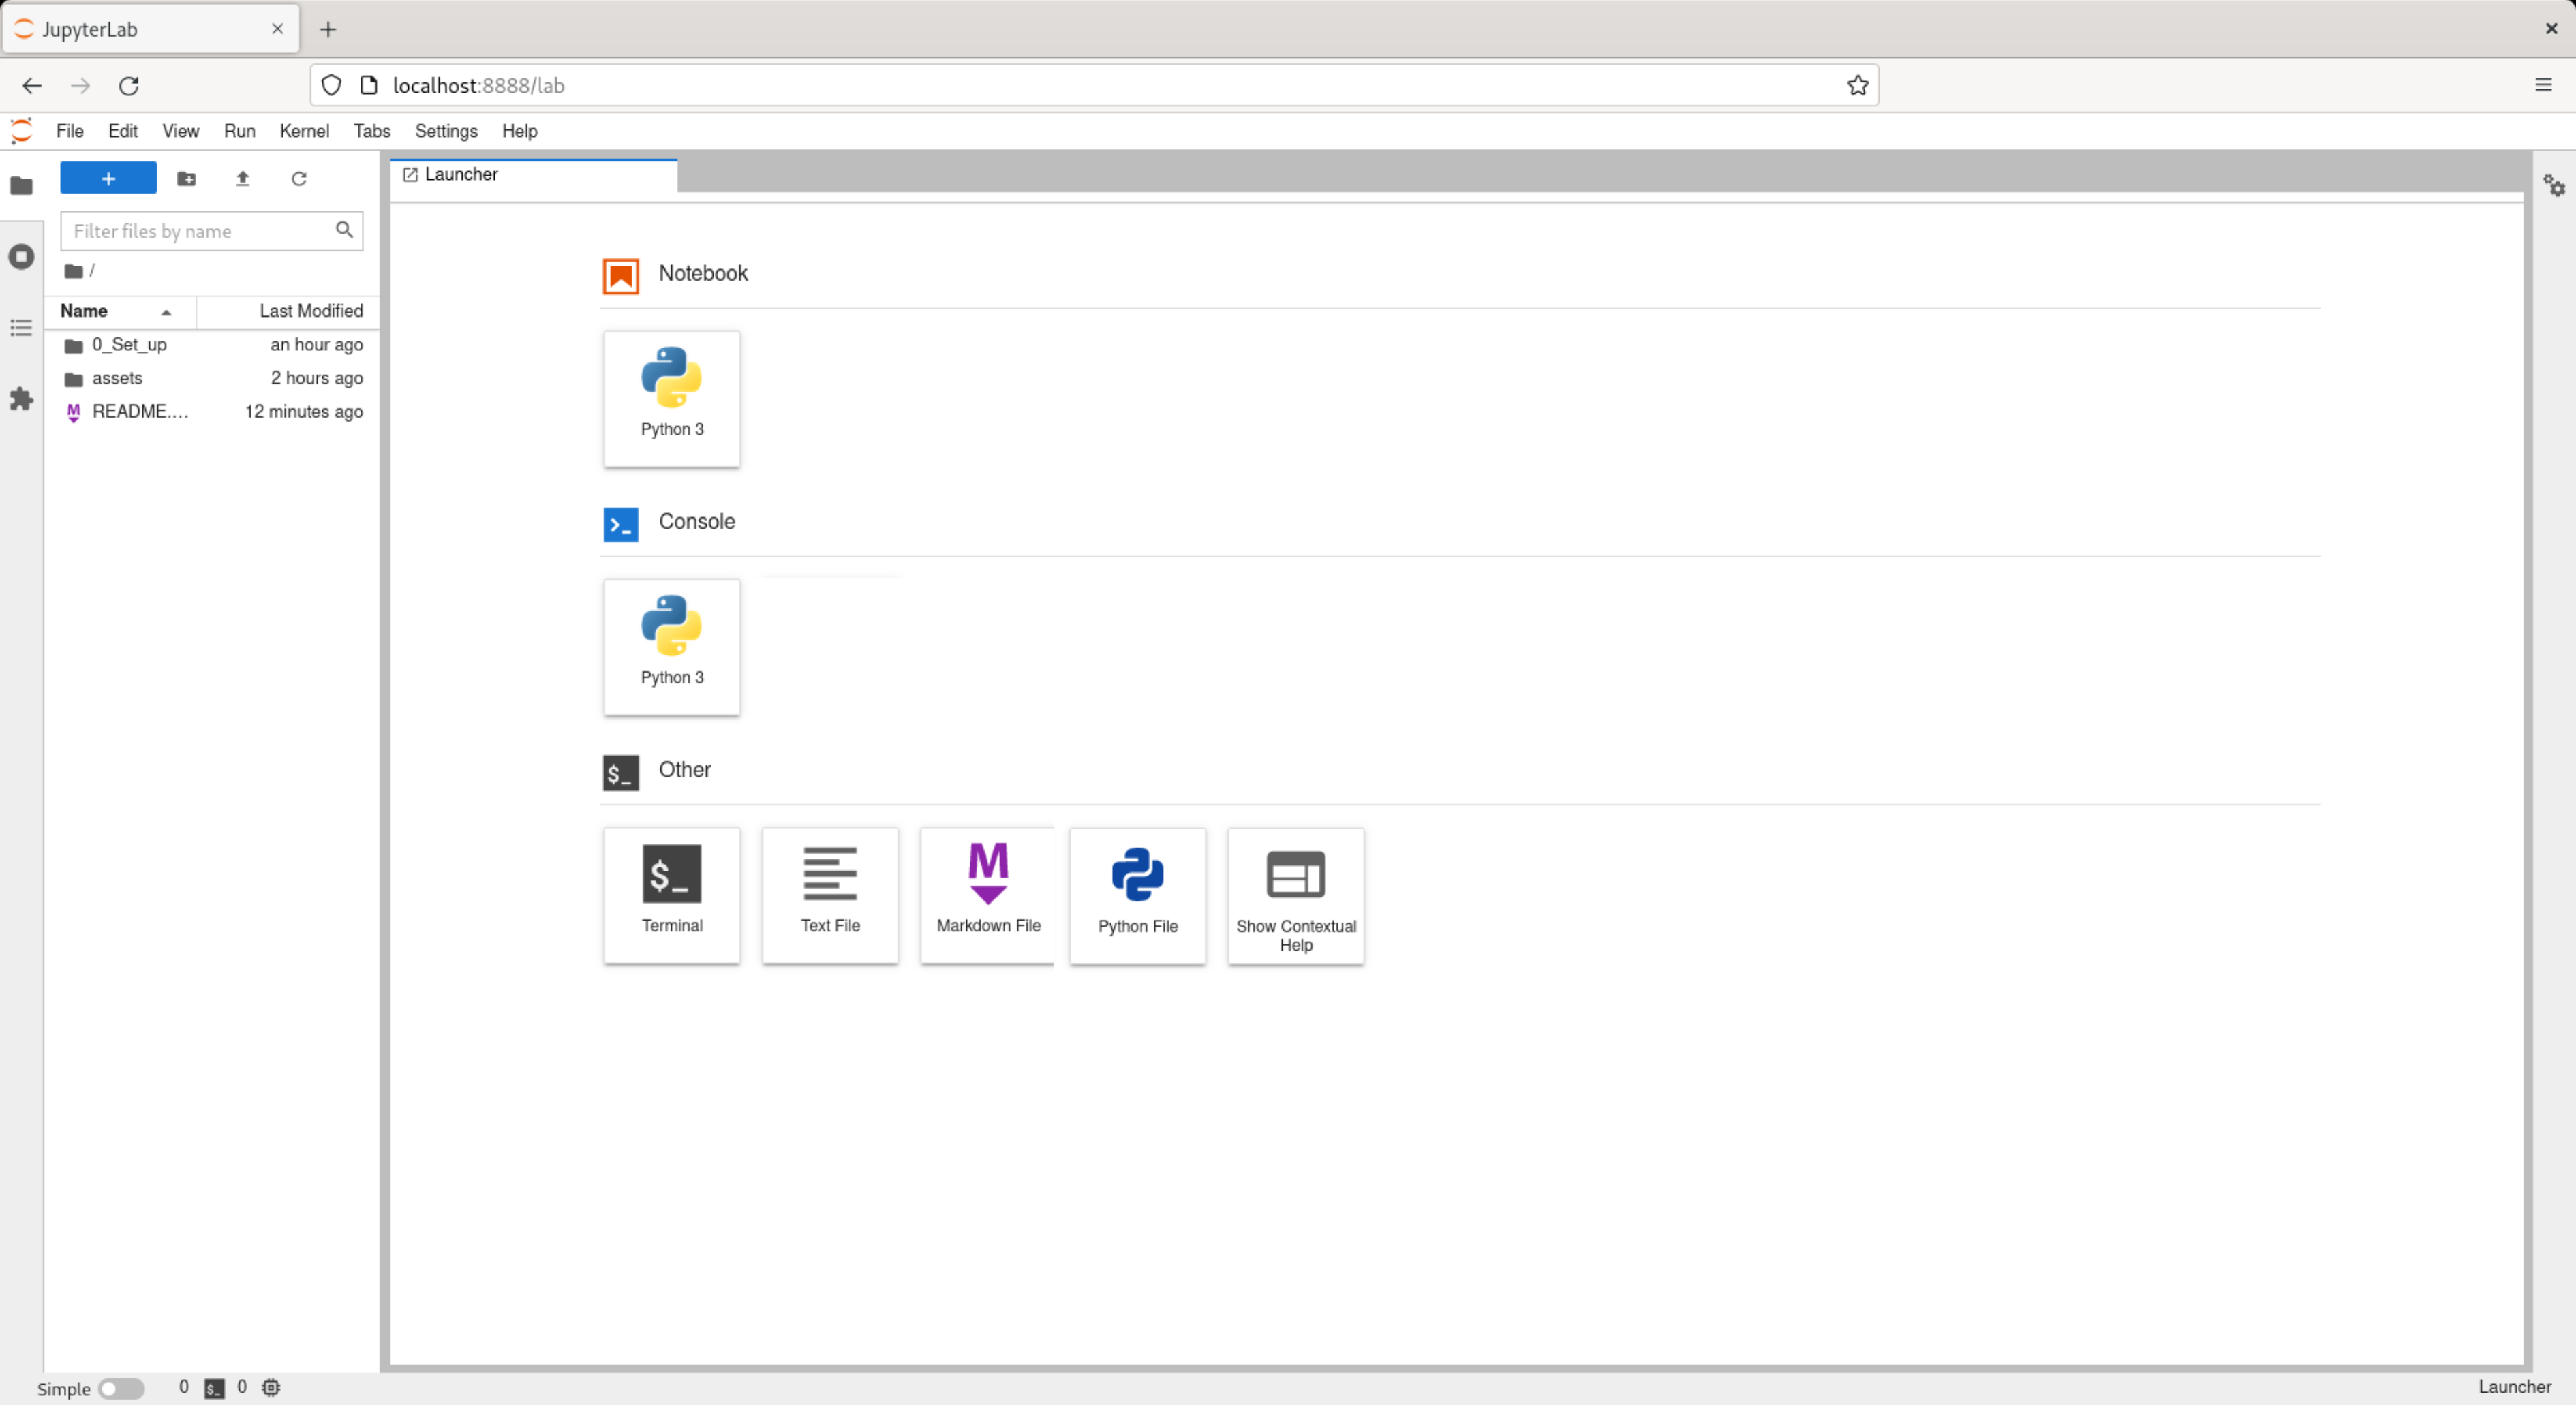 JupyterLab
localhost:8888/lab
File Edit View Run Kernel Tabs Settings Help
Launcher
Filter files by name
/
Name Last Modified
0_Set_up an hour ago
assets 2 hours ago
README.... 12 minutes ago
Notebook
Python 3
Console
Python 3
Other
$_
Terminal
Text File
M
Markdown File
Python File
Show Contextual
Help
Simple 0 $_ 0
Launcher